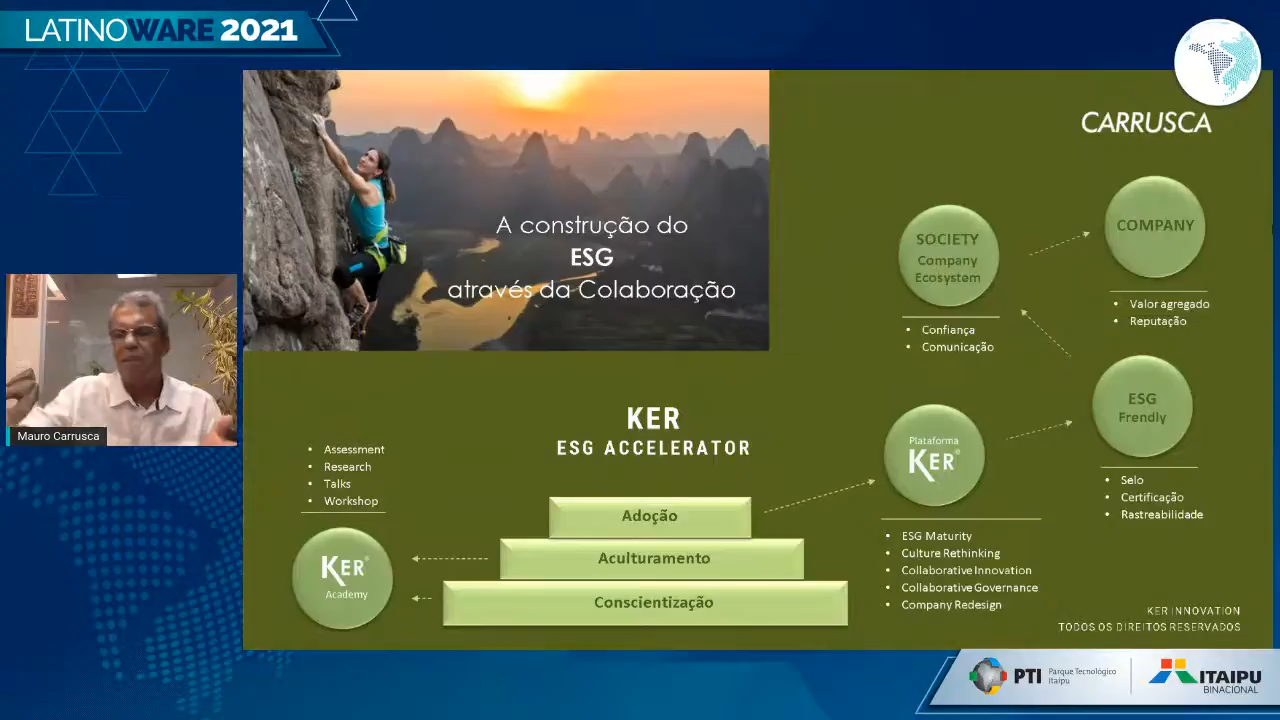 LATINOWARE 2021
CARRUSCA
A construção do
ESG
através da Colaboração
SOCIETY
Company
Ecosystem
• Confiança
• Comunicação
COMPANY
• Valor agregado
• Reputação
Mauro Carrusca
KER
ESG ACCELERATOR
ESG
Frendly
• Selo
• Certificação
• Rastreabilidade
Plataforma
KER®
• ESG Maturity
• Culture Rethinking
• Collaborative Innovation
• Collaborative Governance
• Company Redesign
• Assessment
• Research
• Talks
• Workshop
KER®
Academy
Adoção
Aculturamento
Conscientização
KER INNOVATION
TODOS OS DIREITOS RESERVADOS
PTI Parque Tecnológico
Itaipu
ITAIPU
BINACIONAL